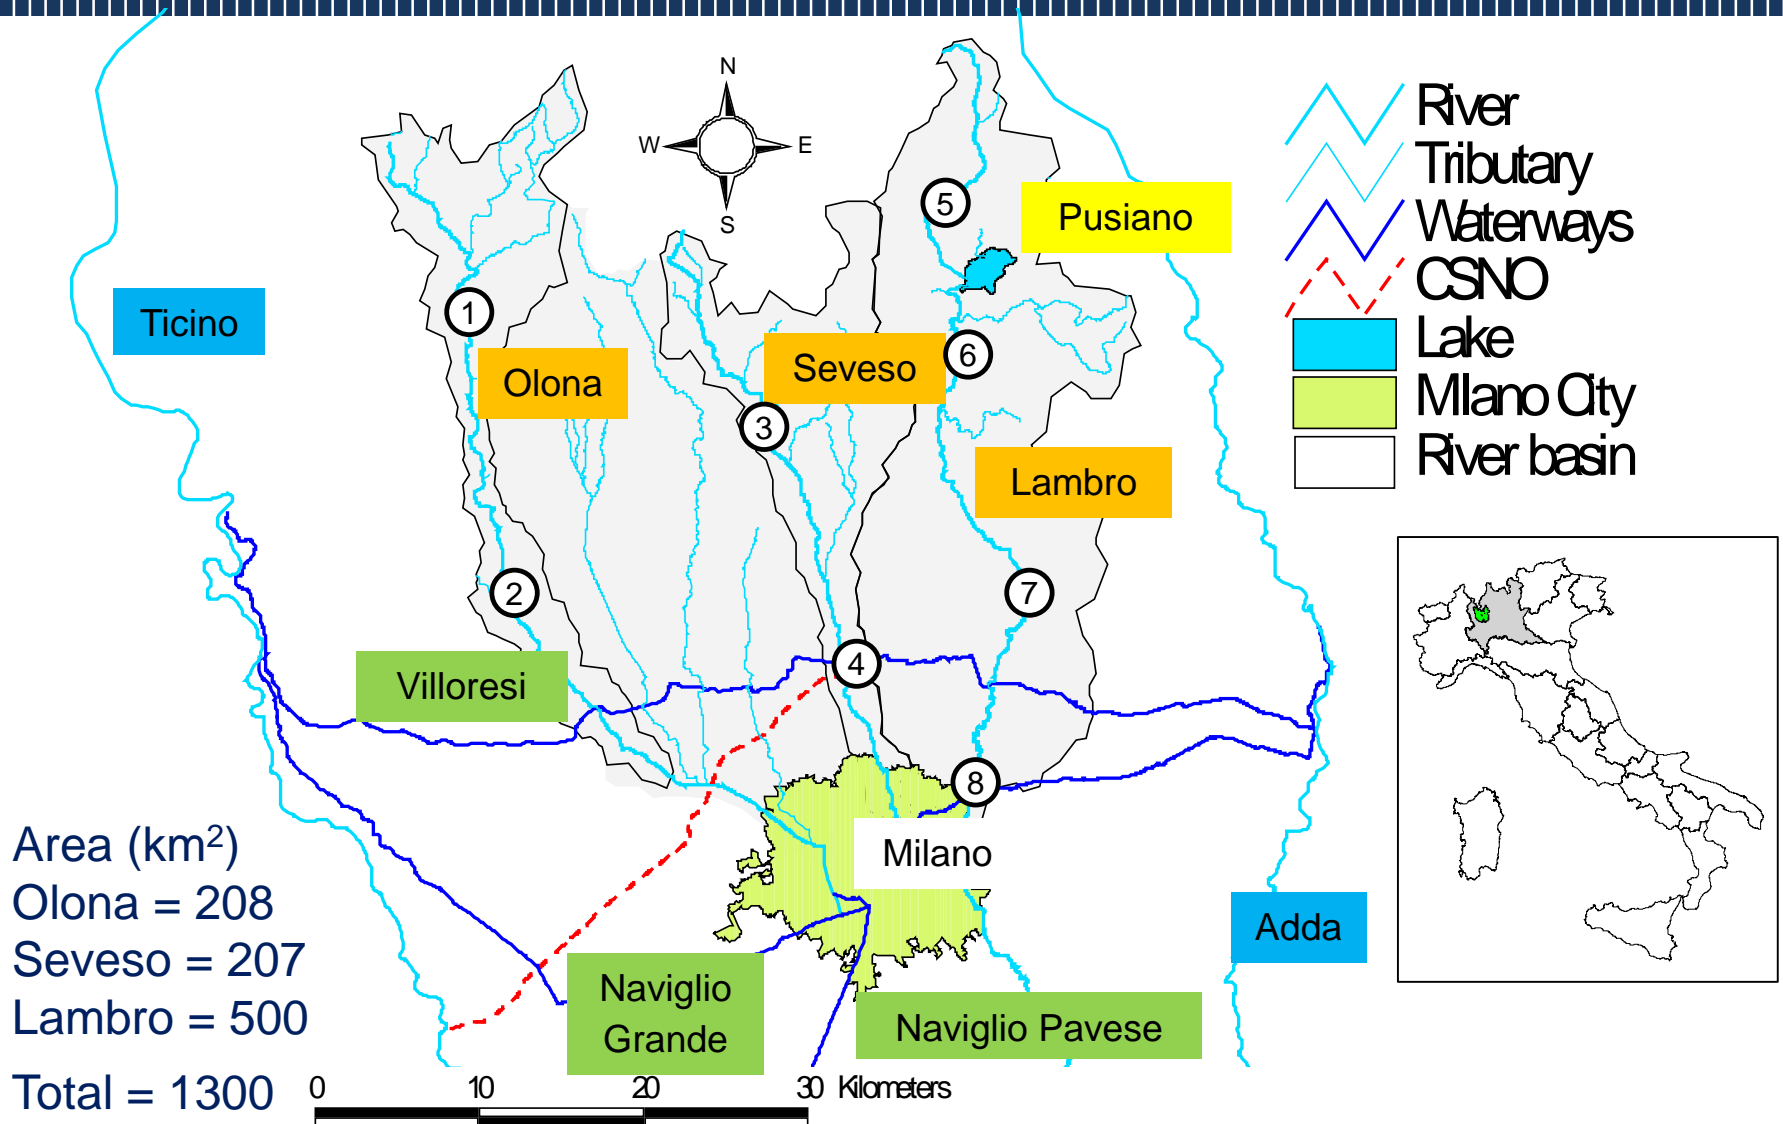 N
W
E
S
River
Tributary
Waterways
CSNO
Lake
MIano City
River basin
5
Pusiano
1
Ticino
6
Seveso
Olona
3
Lambro
2
7
4
Villoresi
8
Milano
Area (km²)
Olona = 208
Seveso = 207
Lambro = 500
Total = 1300
Adda
Naviglio
Grande
Naviglio Pavese
0 10 20 30 Kilometers